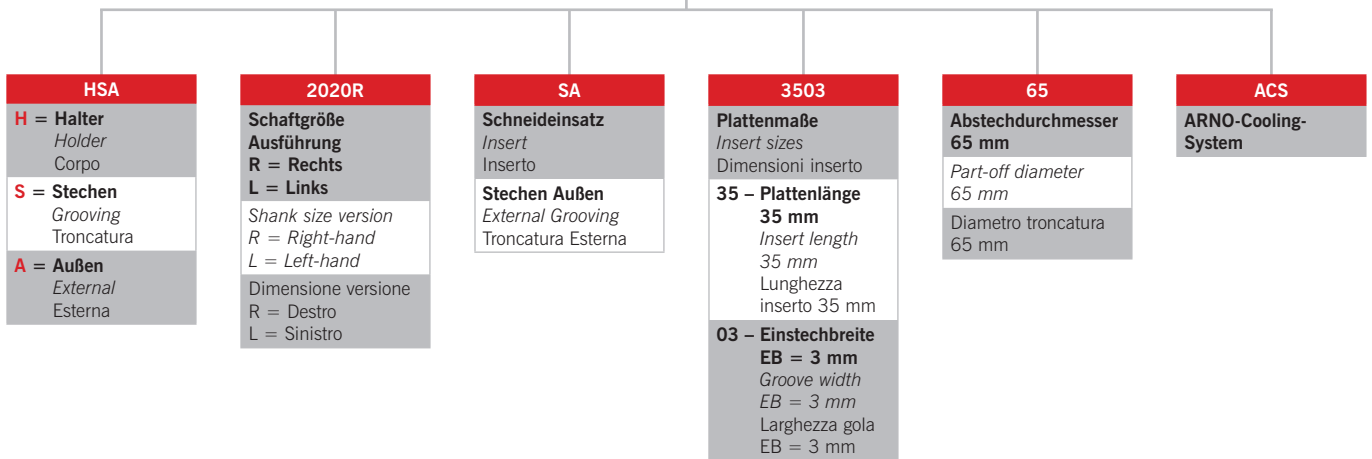 HSA
H = Halter
Holder
Corpo
S = Stechen
Grooving
Troncatura
A = Außen
External
Esterna
2020R
Schaftgröße
Ausführung
R = Rechts
L = Links
Shank size version
R = Right-hand
L = Left-hand
Dimensione versione
R = Destro
L = Sinistro
SA
Schneideinsatz
Insert
Inserto
Stechen Außen
External Grooving
Troncatura Esterna
3503
Plattenmaße
Insert sizes
Dimensioni inserto
35 – Plattenlänge
35 mm
Insert length
35 mm
Lunghezza
inserto 35 mm
03 – Einstechbreite
EB = 3 mm
Groove width
EB = 3 mm
Larghezza gola
EB = 3 mm
65
Abstechdurchmesser
65 mm
Part-off diameter
65 mm
Diametro troncatura
65 mm
ACS
ARNO-Cooling-
System